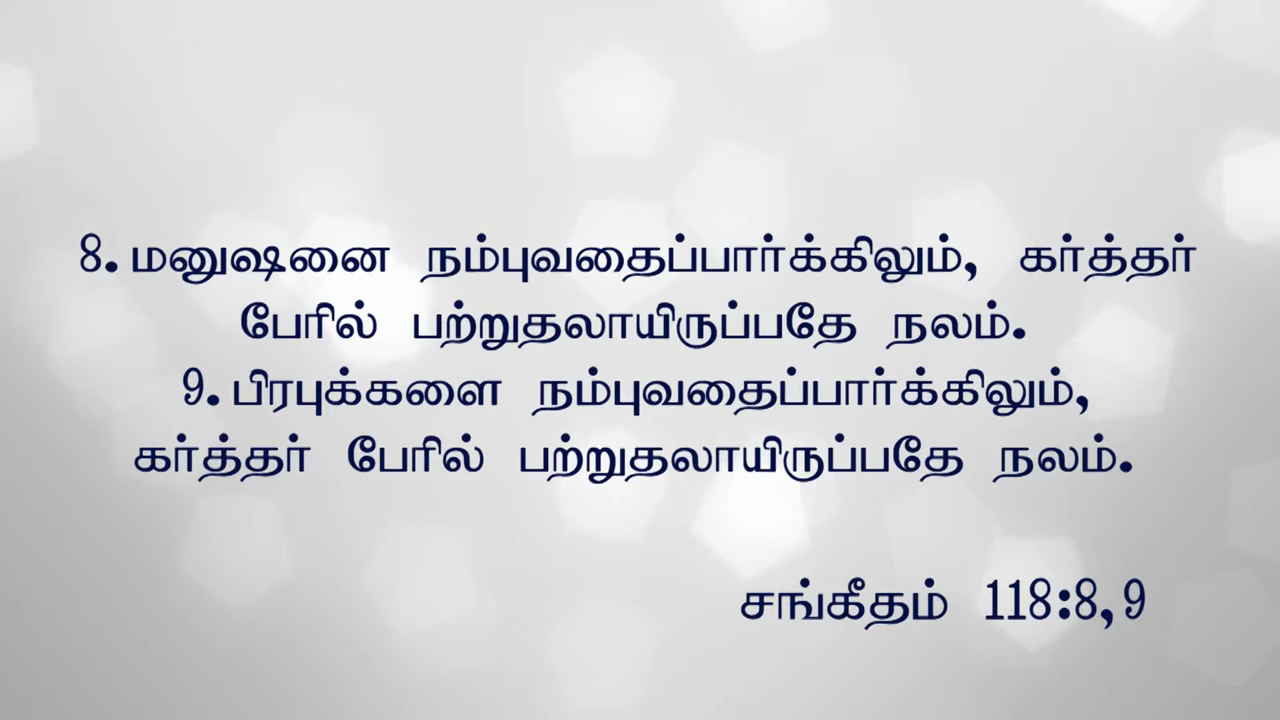 8. மனுஷனை நம்புவதைப்பார்க்கிலும், கர்த்தர்
பேரில் பற்றுதலாயிருப்பதே நலம்.
9. பிரபுக்களை நம்புவதைப்பார்க்கிலும்,
கர்த்தர் பேரில் பற்றுதலாயிருப்பதே நலம்.
சங்கீதம் 118:8, 9